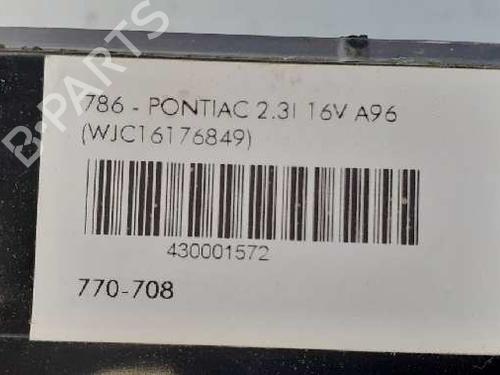 786 - PONTIAC 2.3I 16V A96
(WJC16176849)
430001572
770-708
B-PARTS